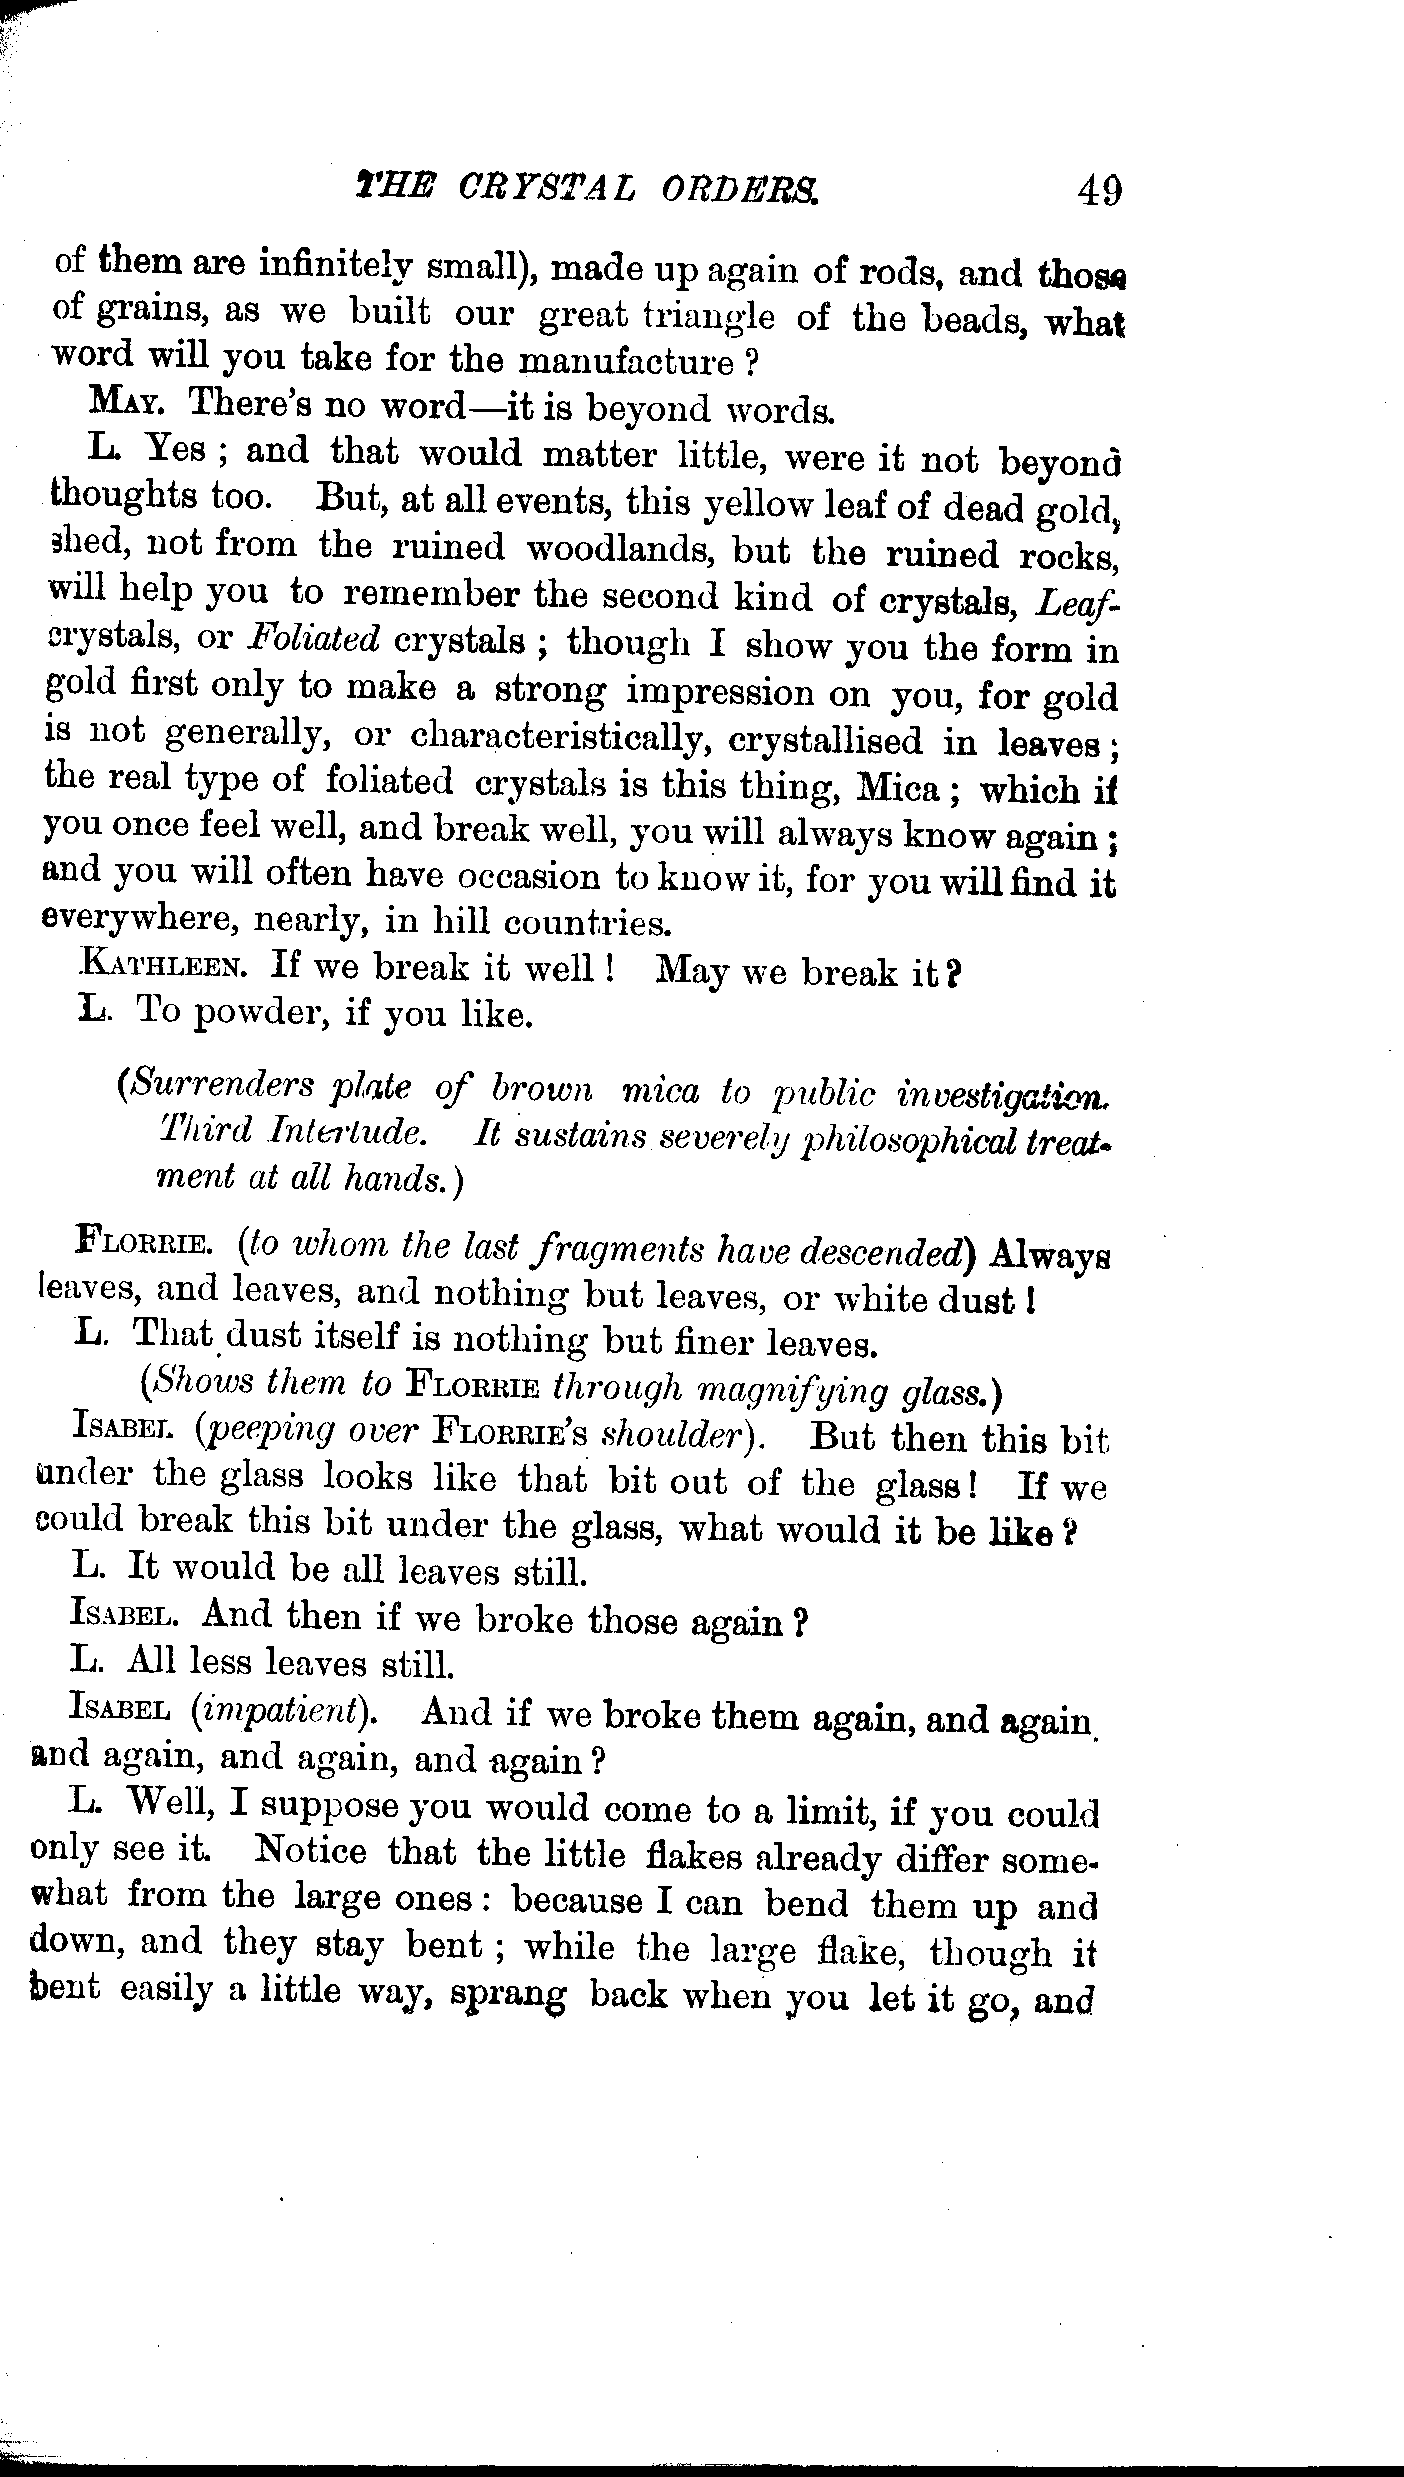 THE CRYSTAL ORDERS. 49
of them are infinitely small), made up again of rods, and those
of grains, as we built our great triangle of the beads, what
word will you take for the manufacture?
MAY. There's no word—it is beyond words.
L. Yes; and that would matter little, were it not beyond
thoughts too. But, at all events, this yellow leaf of dead gold,
shed, not from the ruined woodlands, but the ruined rocks,
will help you to remember the second kind of crystals, Leaf-
crystals, or Foliated crystals; though I show you the form in
gold first only to make a strong impression on you, for gold
is not generally, or characteristically, crystallised in leaves;
the real type of foliated crystals is this thing, Mica; which if
you once feel well, and break well, you will always know again;
and you will often have occasion to know it, for you will find it
everywhere, nearly, in hill countries.
KATHLEEN. If we break it well! May we break it?
L. To powder, if you like.
(Surrenders plate of brown mica to public investigation.
Third Interlude. It sustains severely philosophical treat-
ment at all hands.)
FLORRIE. (to whom the last fragments have descended) Always
leaves, and leaves, and nothing but leaves, or white dust!
L. That dust itself is nothing but finer leaves.
(Shows them to FLORRIE through magnifying glass.)
ISABEL (peeping over FLORRIE'S shoulder). But then this bit
under the glass looks like that bit out of the glass! If we
could break this bit under the glass, what would it be like?
L. It would be all leaves still.
ISABEL. And then if we broke those again?
L. All less leaves still.
ISABEL (impatient). And if we broke them again, and again.
and again, and again, and again?
L. Well, I suppose you would come to a limit, if you could
only see it. Notice that the little flakes already differ some-
what from the large ones: because I can bend them up and
down, and they stay bent; while the large flake, though it
bent easily a little way, sprang back when you let it go, and